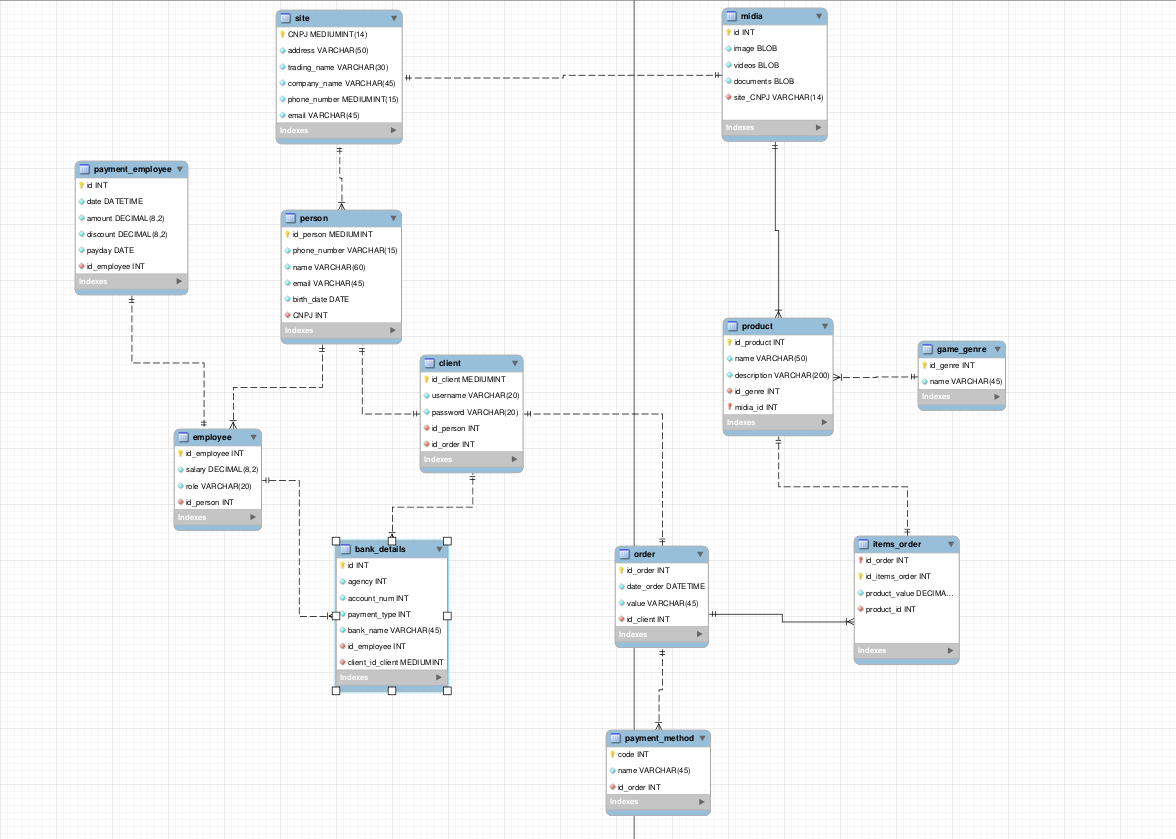 site
CNPJ MEDIUMINT(14)
address VARCHAR(50)
trading_name VARCHAR(30)
company_name VARCHAR(45)
phone_number MEDIUMINT(15)
email VARCHAR(45)
Indexes
midia
id INT
image BLOB
videos BLOB
documents BLOB
site_CNPJ VARCHAR(14)
Indexes
payment_employee
id INT
date DATETIME
amount DECIMAL(8,2)
discount DECIMAL(8,2)
payday DATE
id_employee INT
Indexes
person
id_person MEDIUMINT
phone_number VARCHAR(15)
name VARCHAR(60)
email VARCHAR(45)
birth_date DATE
CNPJ INT
Indexes
product
id_product INT
name VARCHAR(50)
description VARCHAR(200)
id_genre INT
midia_id INT
Indexes
game_genre
id_genre INT
name VARCHAR(45)
Indexes
client
id_client MEDIUMINT
username VARCHAR(20)
password VARCHAR(20)
id_person INT
id_order INT
Indexes
employee
id_employee INT
salary DECIMAL(8,2)
role VARCHAR(20)
id_person INT
Indexes
bank_details
id INT
agency INT
account_num INT
payment_type INT
bank_name VARCHAR(45)
id_employee INT
client_id_client MEDIUMINT
Indexes
order
id_order INT
date_order DATETIME
value VARCHAR(45)
id_client INT
Indexes
items_order
id_order INT
id_items_order INT
product_value DECIMA...
product_id INT
Indexes
payment_method
code INT
name VARCHAR(45)
id_order INT
Indexes